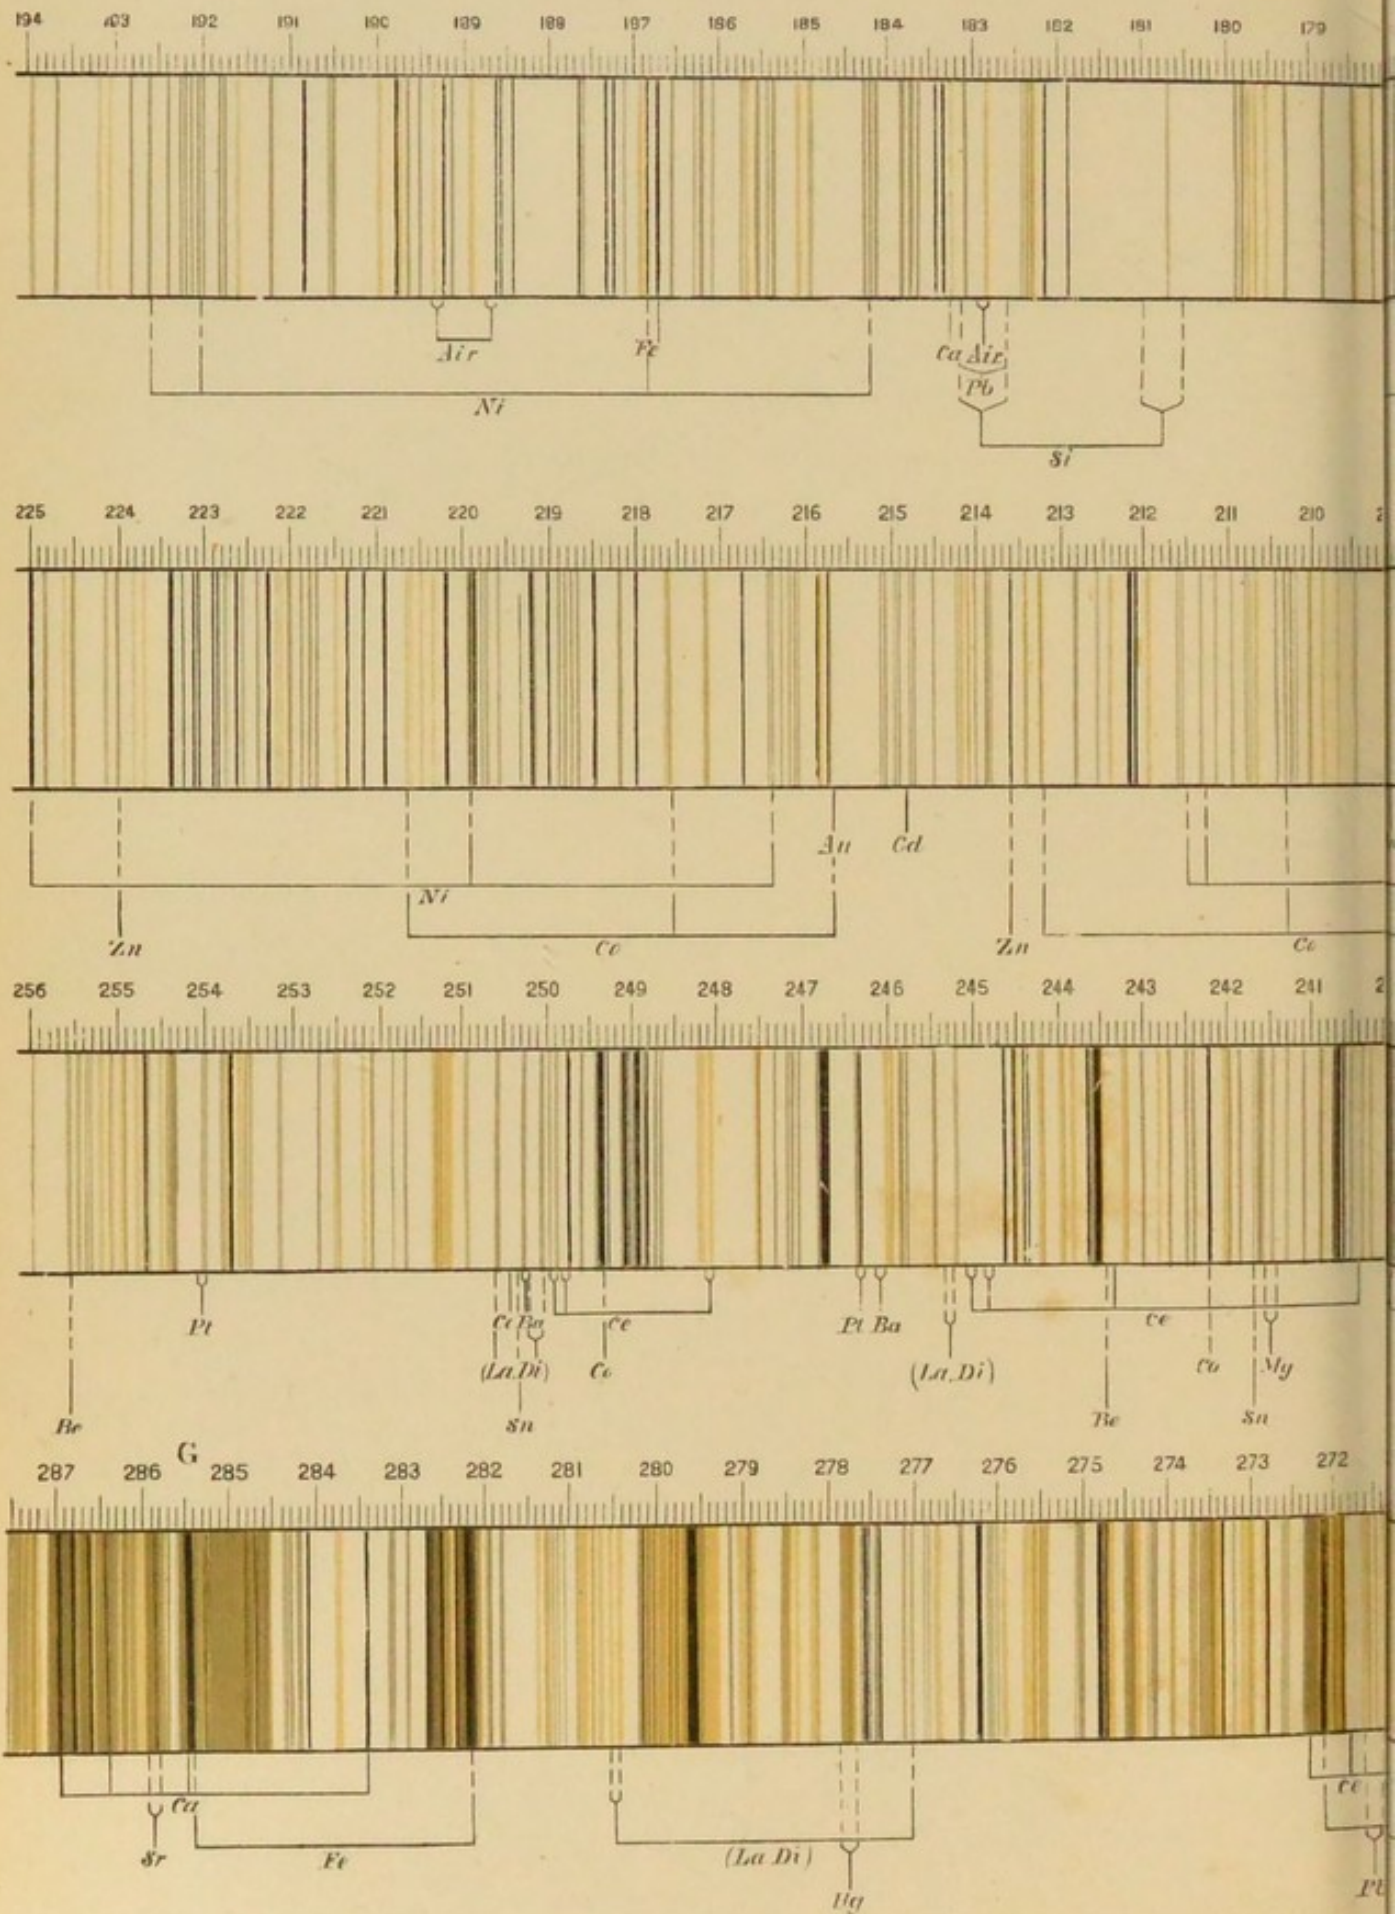 194 193 192 191 190 189 188 187 186 185 184 183 182 181 180 179
Air Fe Ca Air
Pb
Ni
Si
225 224 223 222 221 220 219 218 217 216 215 214 213 212 211 210 2
Au Cd
Ni
Zn Co Zn Co
256 255 254 253 252 251 250 249 248 247 246 245 244 243 242 241 2
Pt Ce Ba Ce Pt Ba Ce
(La.Di) Co (La.Di) Co Mg
Be Sn Be Sn
G
287 286 285 284 283 282 281 280 279 278 277 276 275 274 273 272
Ca Ce
Sr Fe (La Di)
Hg